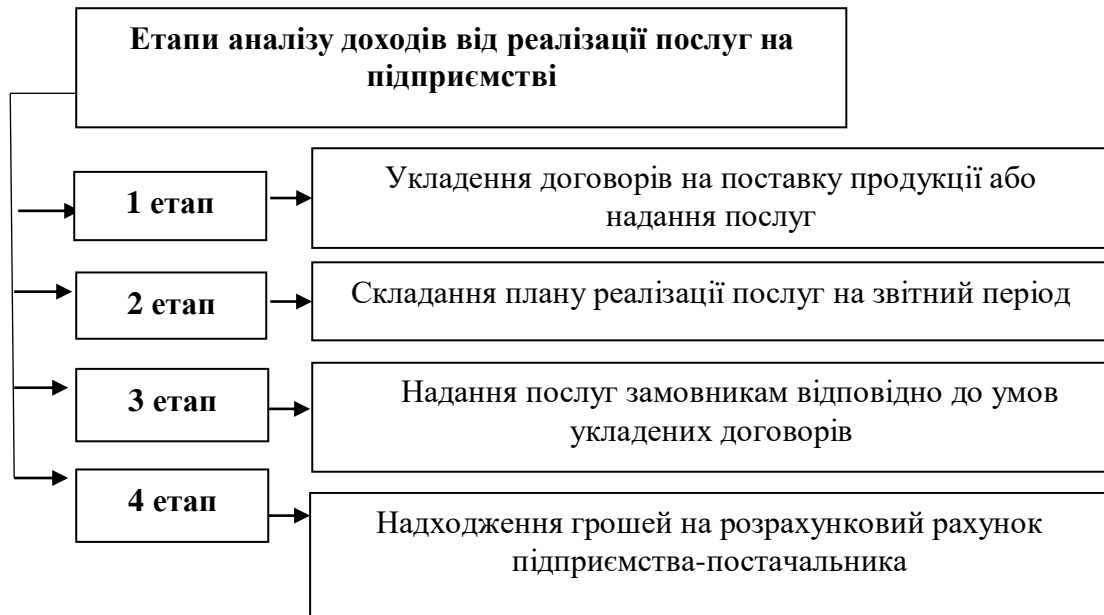 Етапи аналізу доходів від реалізації послуг на
підприємстві
1 етап
Укладення договорів на поставку продукції або
надання послуг
2 етап
Складання плану реалізації послуг на звітний період
3 етап
Надання послуг замовникам відповідно до умов
укладених договорів
4 етап
Надходження грошей на розрахунковий рахунок
підприємства-постачальника